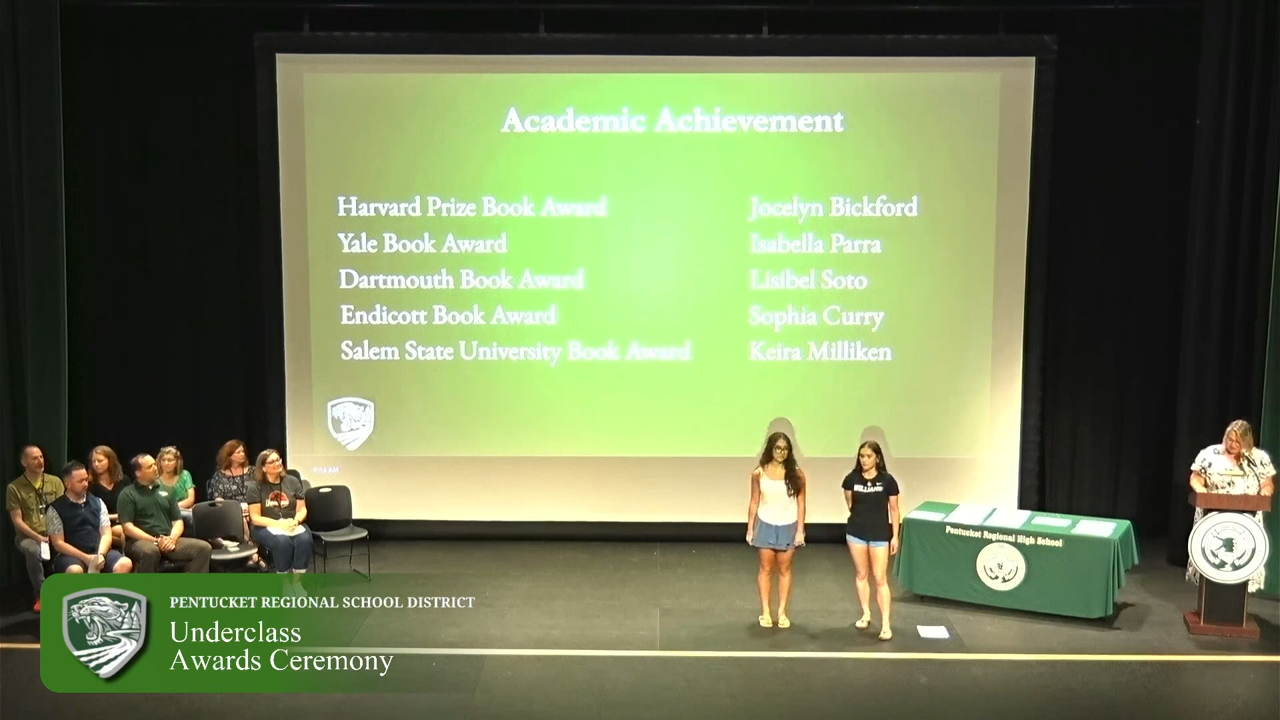 Academic Achievement
Harvard Prize Book Award Jocelyn Bickford
Yale Book Award Isabella Parra
Dartmouth Book Award Lisibel Soto
Endicott Book Award Sophia Curry
Salem State University Book Award Keira Milliken
WILLIAMS
Pentucket Regional High School
PENTUCKET REGIONAL SCHOOL DISTRICT
Underclass
Awards Ceremony